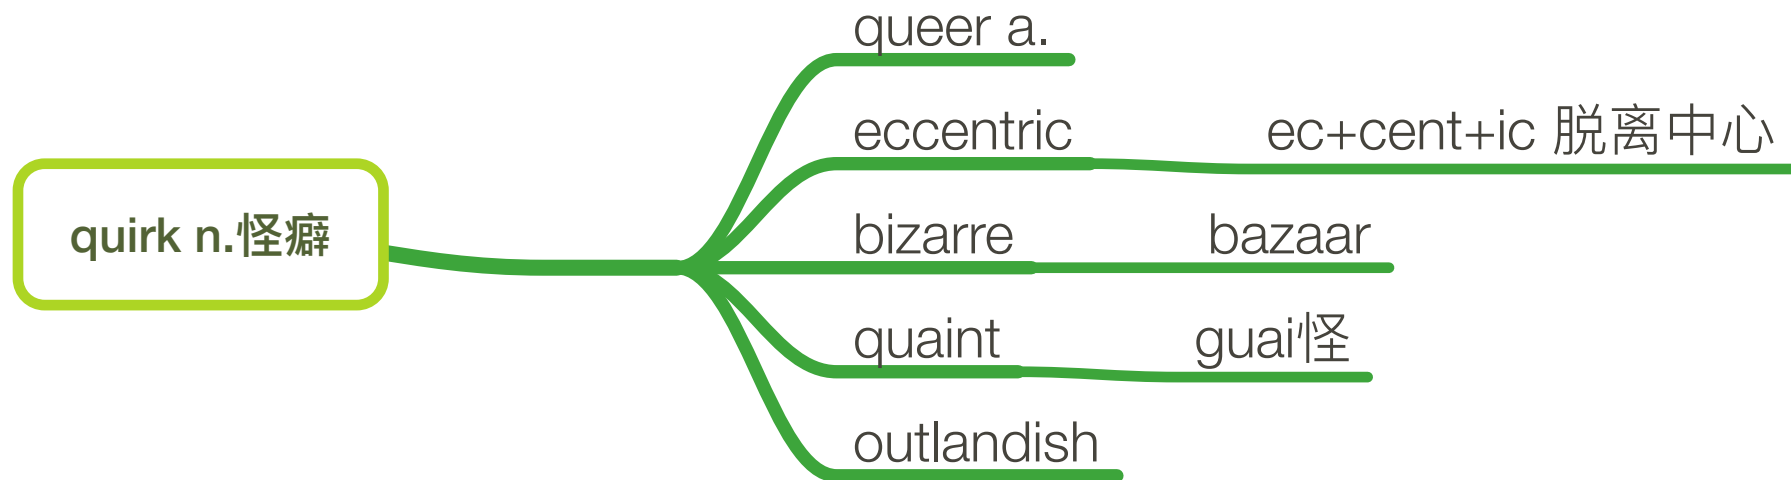 quirk n.怪癖
queer a.
eccentric
ec+cent+ic 脱离中心
bizarre
bazaar
quaint
guai怪
outlandish